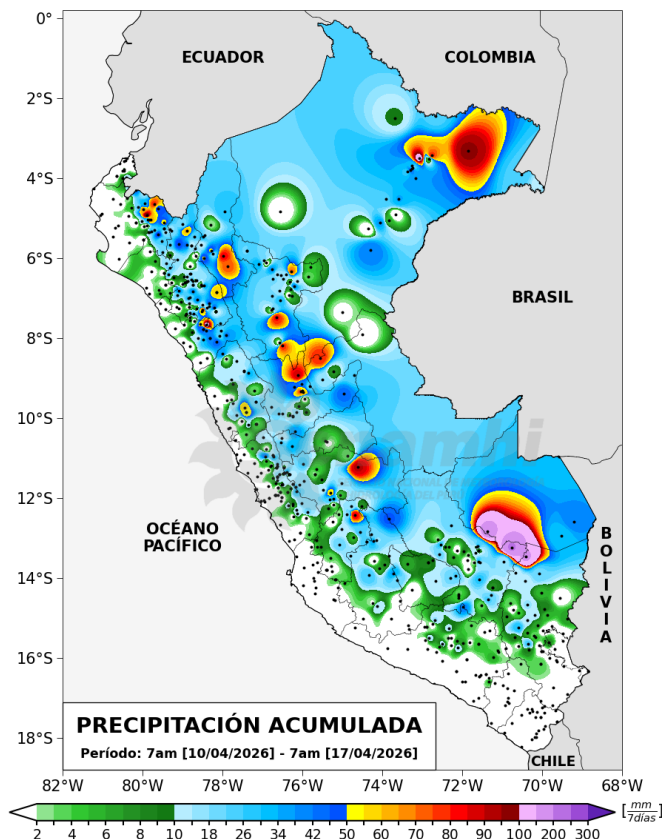 0°
ECUADOR
COLOMBIA
2°S
4°S
6°S
BRASIL
8°S
10°S
senamhi
12°S
OCÉANO
PACÍFICO
BOLIVIA
14°S
16°S
PRECIPITACIÓN ACUMULADA
Período: 7am [10/04/2026] - 7am [17/04/2026]
18°S
CHILE
82°W 80°W 78°W 76°W 74°W 72°W 70°W 68°W
2 4 6 8 10 18 26 34 42 50 60 70 80 90 100 200 300 [mm/7días]